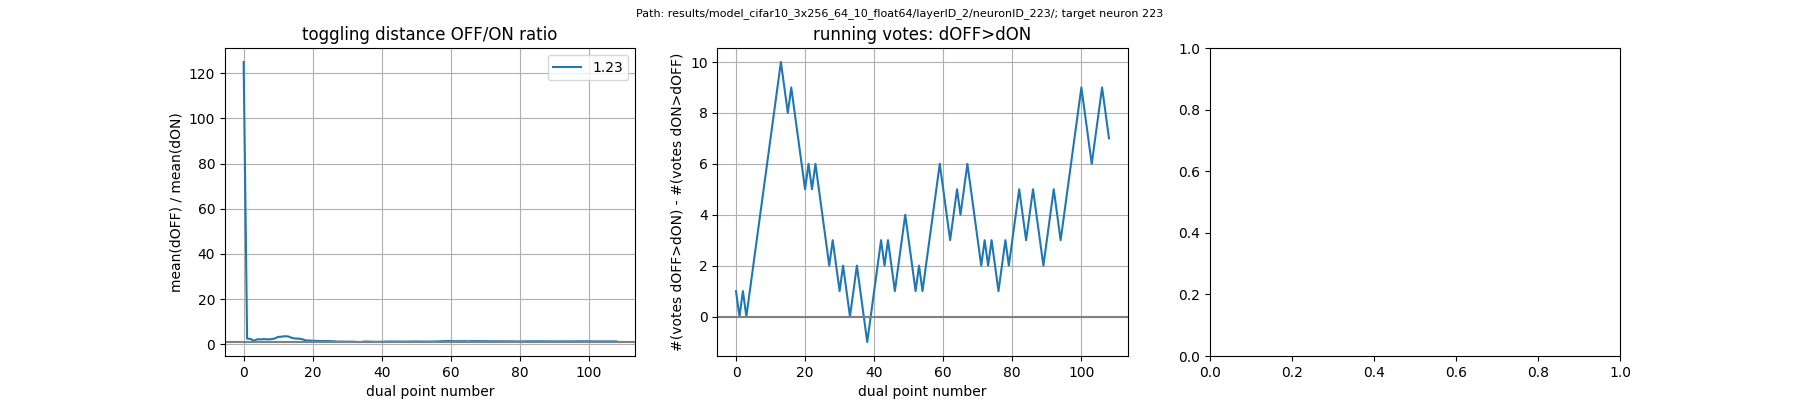 Path: results/model_cifar10_3x256_64_10_float64/layerID_2/neuronID_223/; target neuron 223
toggling distance OFF/ON ratio
mean(dOFF) / mean(dON)
120
100
80
60
40
20
0
1.23
0 20 40 60 80 100
dual point number
running votes: dOFF>dON
#(votes dOFF>dON) - #(votes dON>dOFF)
10
8
6
4
2
0
0 20 40 60 80 100
dual point number
1.0
0.8
0.6
0.4
0.2
0.0
0.0 0.2 0.4 0.6 0.8 1.0